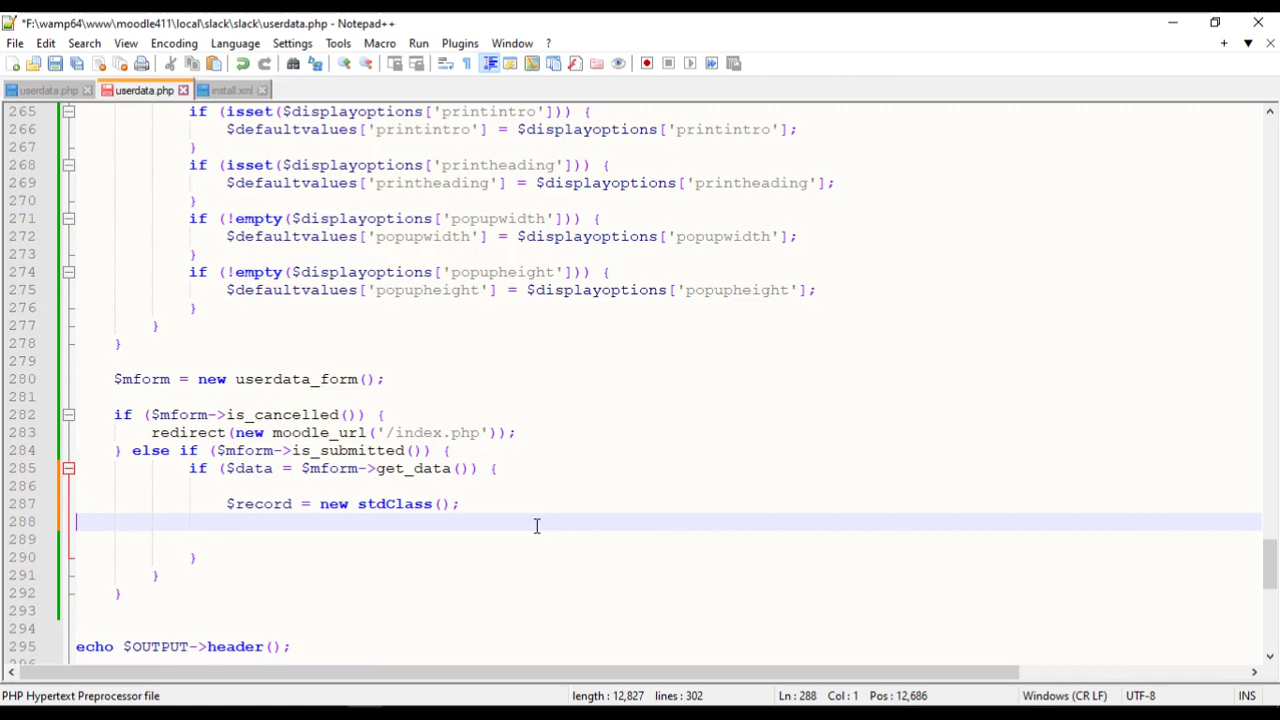 *F:\wamp64\www\moodle411\local\slack\slack\userdata.php - Notepad++
File Edit Search View Encoding Language Settings Tools Macro Run Plugins Window ?
userdata.php userdata.php install.xml
265 if (isset($displayoptions['printintro'])) {
266 $defaultvalues['printintro'] = $displayoptions['printintro'];
267 }
268 if (isset($displayoptions['printheading'])) {
269 $defaultvalues['printheading'] = $displayoptions['printheading'];
270 }
271 if (!empty($displayoptions['popupwidth'])) {
272 $defaultvalues['popupwidth'] = $displayoptions['popupwidth'];
273 }
274 if (!empty($displayoptions['popupheight'])) {
275 $defaultvalues['popupheight'] = $displayoptions['popupheight'];
276 }
277 }
278 }
279
280 $mform = new userdata_form();
281
282 if ($mform->is_cancelled()) {
283 redirect(new moodle_url('/index.php'));
284 } else if ($mform->is_submitted()) {
285 if ($data = $mform->get_data()) {
286
287 $record = new stdClass();
288
289
290 }
291 }
292 }
293
294
295 echo $OUTPUT->header();
PHP Hypertext Preprocessor file length : 12,827 lines : 302 Ln : 288 Col : 1 Pos : 12,686 Windows (CR LF) UTF-8 INS